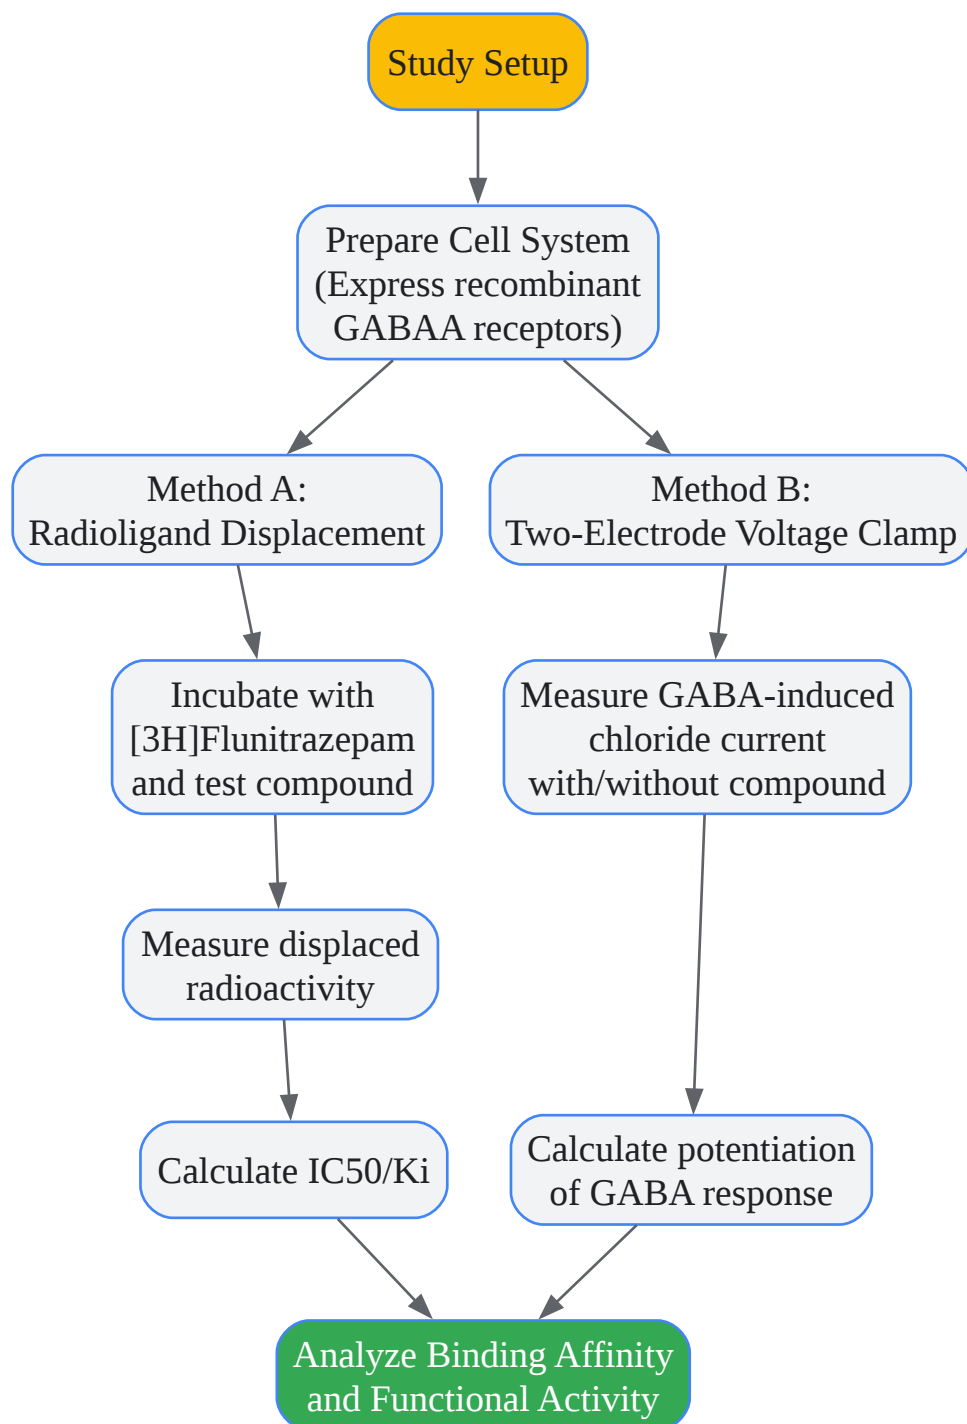 Study Setup
Prepare Cell System
(Express recombinant
GABAA receptors)
Method A:
Radioligand Displacement
Method B:
Two-Electrode Voltage Clamp
Incubate with
[3H]Flunitrazepam
and test compound
Measure GABA-induced
chloride current
with/without compound
Measure displaced
radioactivity
Calculate IC50/Ki
Calculate potentiation
of GABA response
Analyze Binding Affinity
and Functional Activity